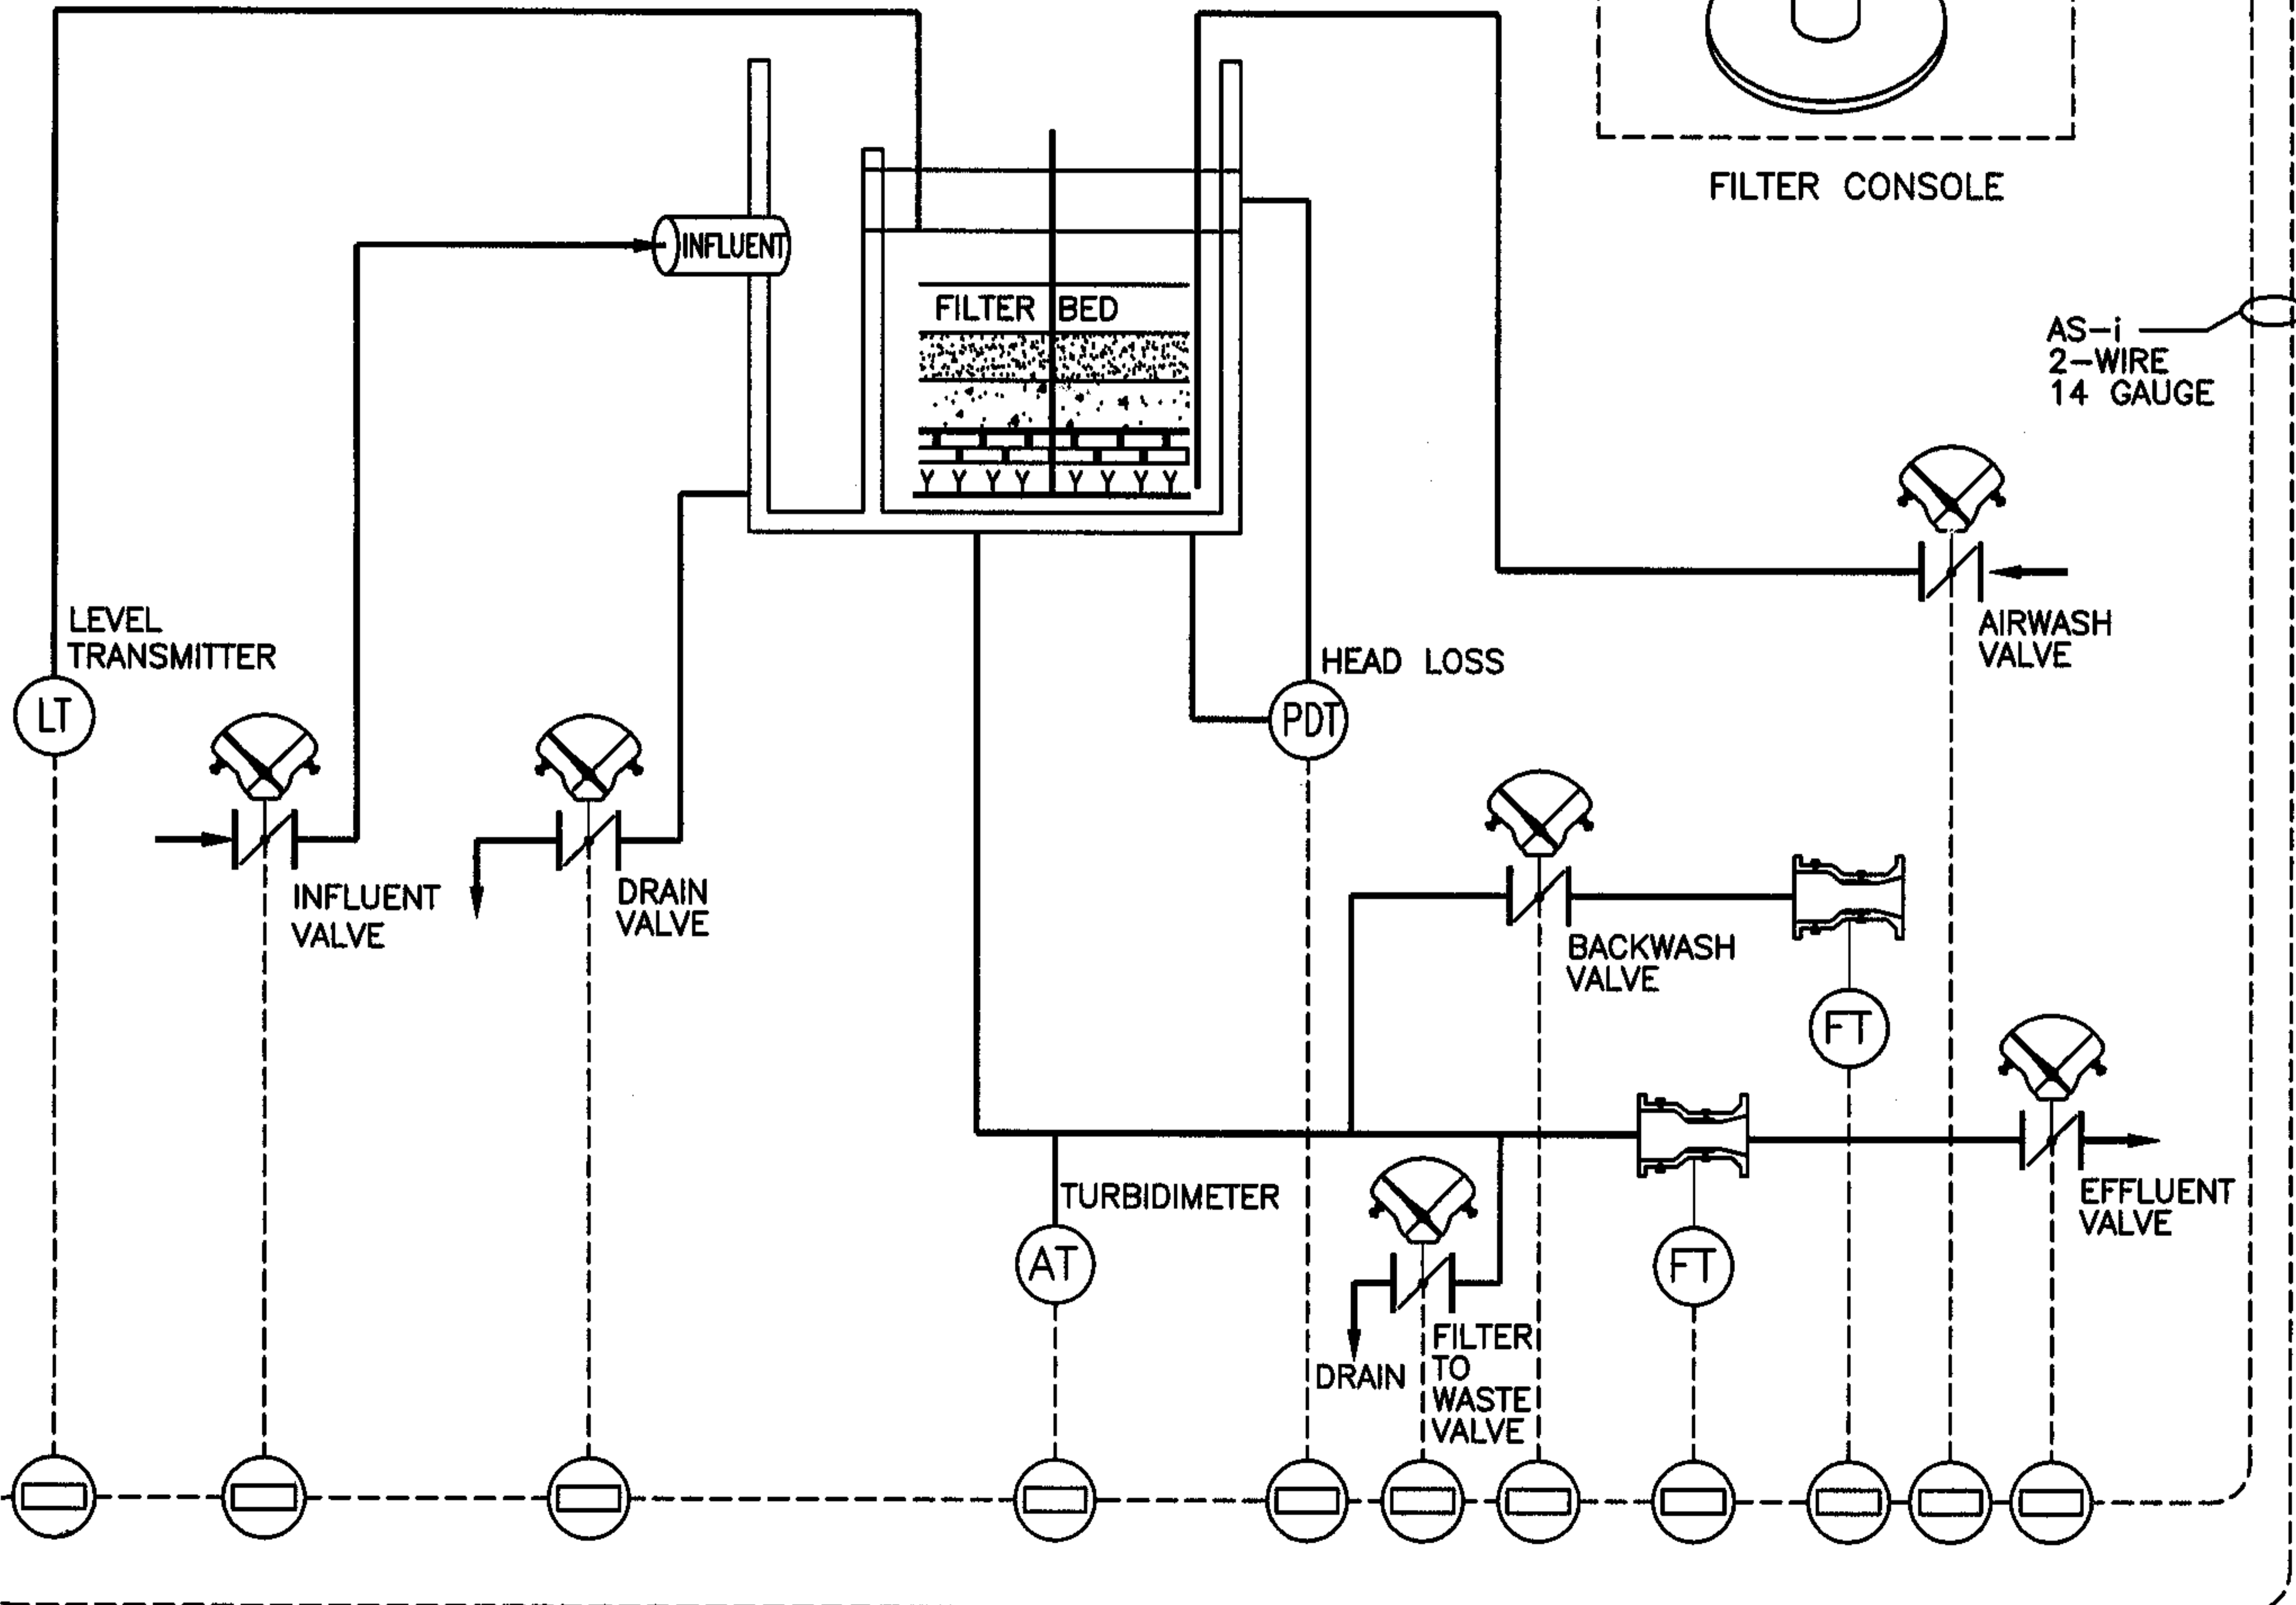 FILTER CONSOLE
INFLUENT
FILTER BED
AS-i
2-WIRE
14 GAUGE
LEVEL
TRANSMITTER
LT
AIRWASH
VALVE
HEAD LOSS
PDT
INFLUENT
VALVE
DRAIN
VALVE
BACKWASH
VALVE
FT
TURBIDIMETER
AT
FT
EFFLUENT
VALVE
DRAIN
FILTER
TO
WASTE
VALVE